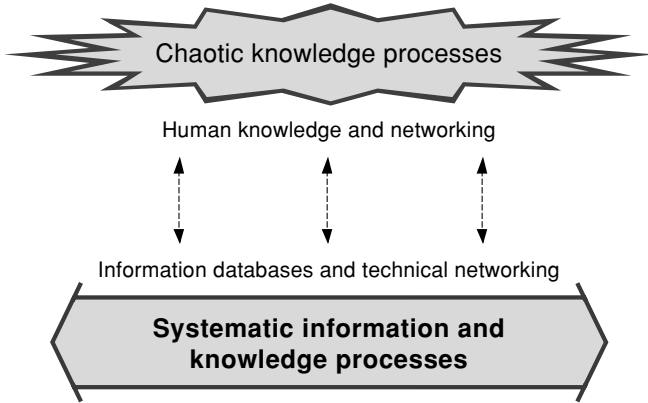 Chaotic knowledge processes
Human knowledge and networking
Information databases and technical networking
Systematic information and
knowledge processes